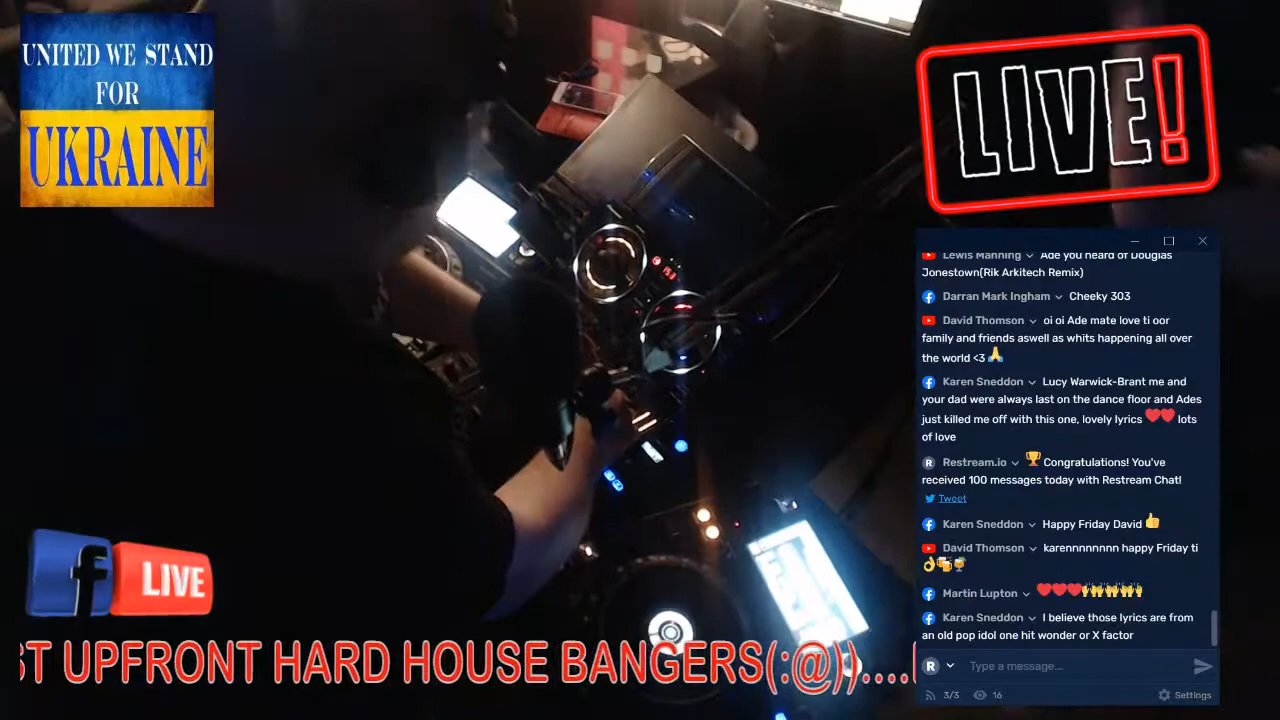 UNITED WE STAND
FOR
UKRAINE
LIVE!
Lewis Manning Ade you heard of Douglas
Jonestown(Rik Arkitech Remix)
Darran Mark Ingham Cheeky 303
David Thomson oi oi Ade mate love ti oor
family and friends aswell as whits happening all over
the world <3 🙏
Karen Sneddon Lucy Warwick-Brant me and
your dad were always last on the dance floor and Ades
just killed me off with this one, lovely lyrics ❤️❤️ lots
of love
R Restream.io 🏆 Congratulations! You've
received 100 messages today with Restream Chat!
Tweet
Karen Sneddon Happy Friday David 👍
David Thomson karennnnnnnn happy Friday ti
👌🍻🍹
Martin Lupton ❤️❤️❤️🙌🙌🙌🙌
Karen Sneddon I believe those lyrics are from
an old pop idol one hit wonder or X factor
R Type a message...
3/3 16 Settings
f LIVE
ST UPFRONT HARD HOUSE BANGERS(:@))....